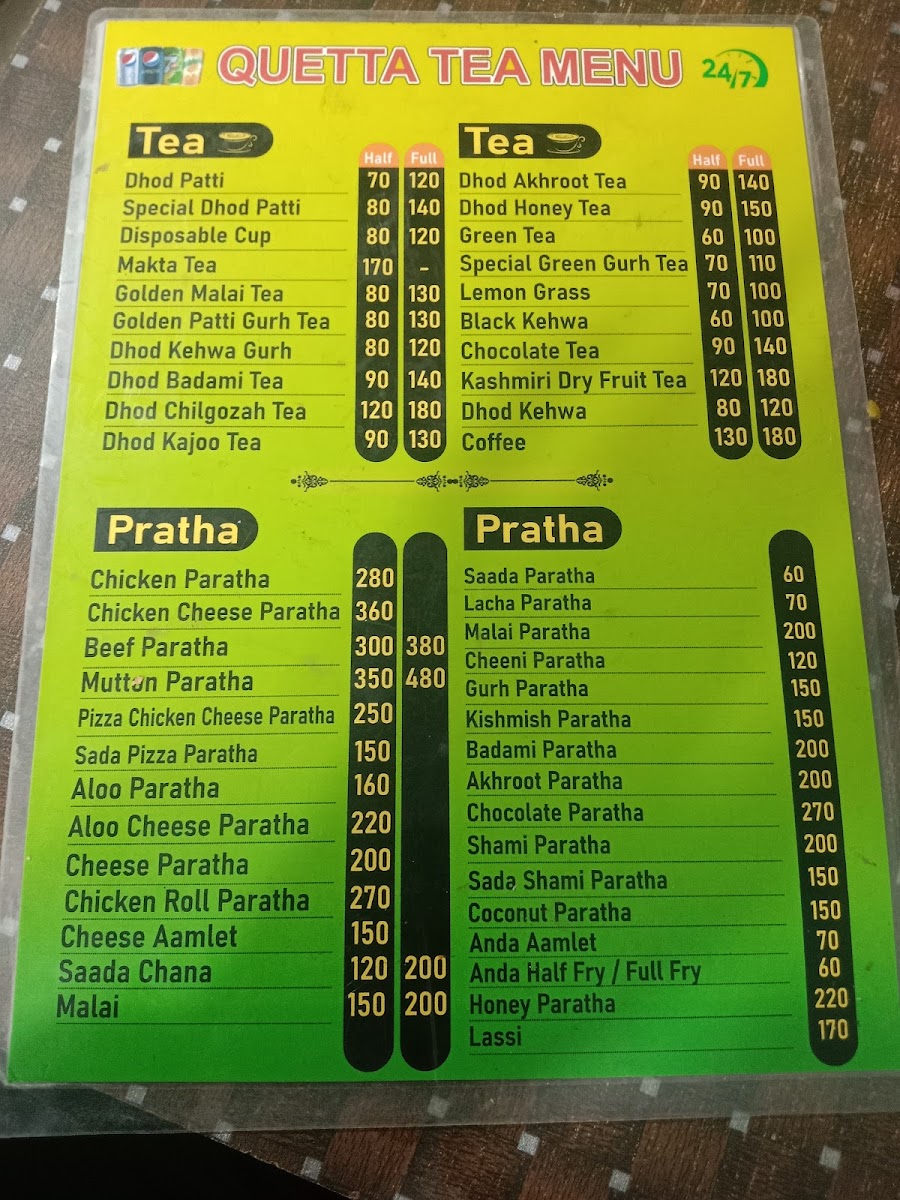 QUETTA TEA MENU
24/7
Tea
Half Full
Dhod Patti 70 120
Special Dhod Patti 80 140
Disposable Cup 80 120
Makta Tea 170 -
Golden Malai Tea 80 130
Golden Patti Gurh Tea 80 130
Dhod Kehwa Gurh 80 120
Dhod Badami Tea 90 140
Dhod Chilgozah Tea 120 180
Dhod Kajoo Tea 90 130
Tea
Half Full
Dhod Akhroot Tea 90 140
Dhod Honey Tea 90 150
Green Tea 60 100
Special Green Gurh Tea 70 110
Lemon Grass 70 100
Black Kehwa 60 100
Chocolate Tea 90 140
Kashmiri Dry Fruit Tea 120 180
Dhod Kehwa 80 120
Coffee 130 180
Pratha
Chicken Paratha 280
Chicken Cheese Paratha 360
Beef Paratha 300 380
Mutton Paratha 350 480
Pizza Chicken Cheese Paratha 250
Sada Pizza Paratha 150
Aloo Paratha 160
Aloo Cheese Paratha 220
Cheese Paratha 200
Chicken Roll Paratha 270
Cheese Aamlet 150
Saada Chana 120 200
Malai 150 200
Pratha
Saada Paratha 60
Lacha Paratha 70
Malai Paratha 200
Cheeni Paratha 120
Gurh Paratha 150
Kishmish Paratha 150
Badami Paratha 200
Akhroot Paratha 200
Chocolate Paratha 270
Shami Paratha 200
Sada Shami Paratha 150
Coconut Paratha 150
Anda Aamlet 70
Anda Half Fry / Full Fry 60
Honey Paratha 220
Lassi 170